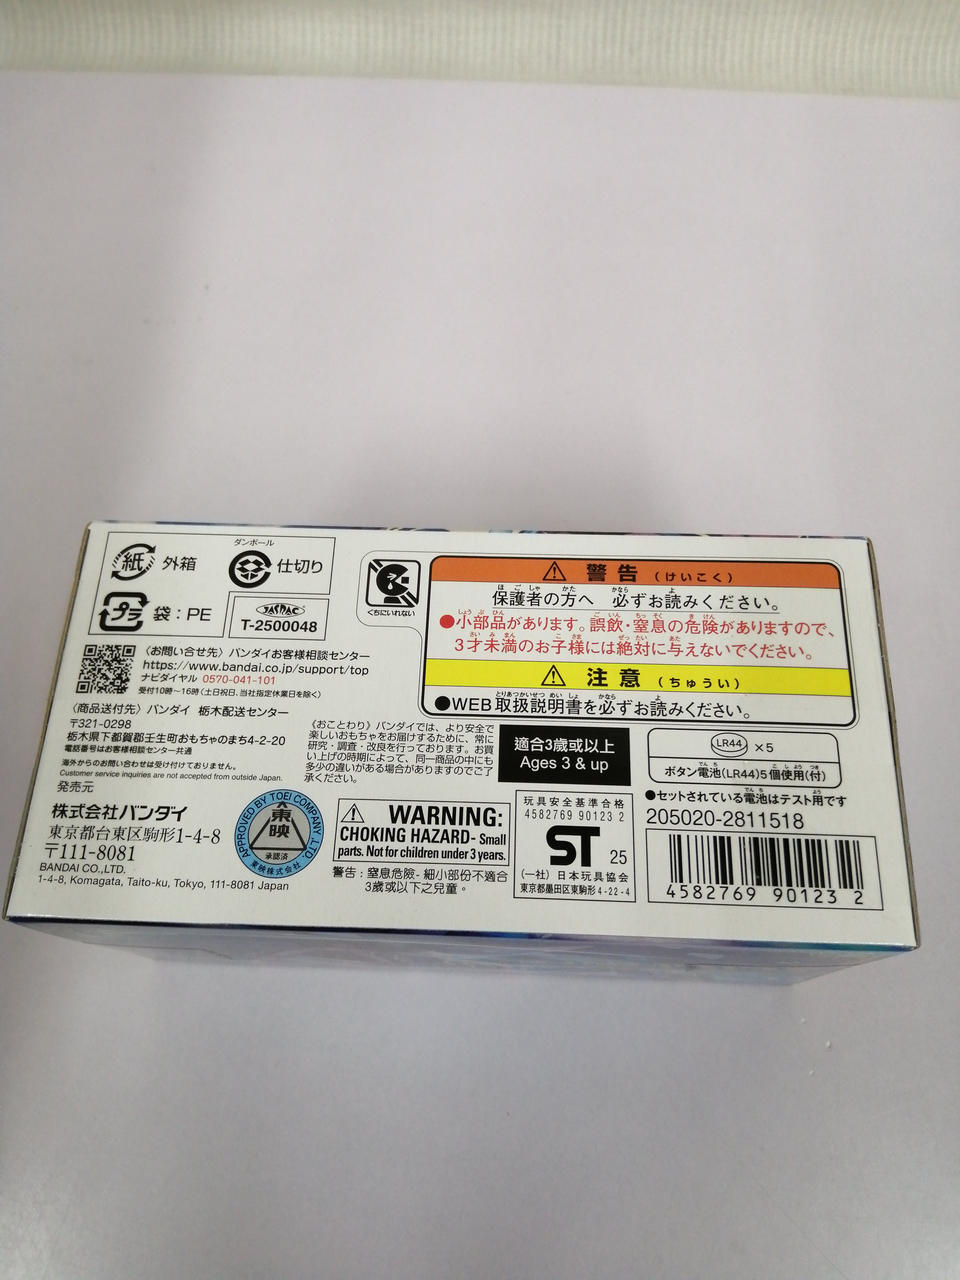 紙 外箱
ダンボール
仕切り
プラ 袋：PE
JASRAC
T-2500048
くちにいれない
警告（けいこく）
保護者の方へ 必ずお読みください。
●小部品があります。誤飲・窒息の危険がありますので、
３才未満のお子様には絶対に与えないでください。
注意（ちゅうい）
●WEB取扱説明書を必ずお読みください。
〈お問い合せ先〉バンダイお客様相談センター
https://www.bandai.co.jp/support/top
ナビダイヤル 0570-041-101
受付10時～16時（土日祝日、当社指定休業日を除く）
〈商品送付先〉バンダイ 栃木配送センター
〒321-0298
栃木県下都賀郡壬生町おもちゃのまち4-2-20
電話番号はお客様相談センター共通
海外からのお問い合わせは受け付けておりません。
Customer service inquiries are not accepted from outside Japan.
発売元
株式会社バンダイ
東京都台東区駒形1-4-8
〒111-8081
BANDAI CO.,LTD.
1-4-8, Komagata, Taito-ku, Tokyo, 111-8081 Japan
《おことわり》バンダイでは、より安全で
楽しいおもちゃをお届けするために、常に
研究・調査・改良を行っております。お買
い上げの時期によって、同一商品の中にも
多少の違いがある場合がありますのでご了
承ください。
適合3歲或以上
Ages 3 & up
LR44 ×5
ボタン電池(LR44)5個使用(付)
●セットされている電池はテスト用です
205020-2811518
APPROVED BY TOEI COMPANY, LTD.
東映
承認済
東映株式会社
WARNING:
CHOKING HAZARD- Small
parts. Not for children under 3 years.
警告：窒息危險 - 細小部份不適合
3歲或以下之兒童。
玩具安全基準合格
4582769 90123 2
ST 25
(一社) 日本玩具協会
東京都墨田区東駒形4-22-4
4582769 901232